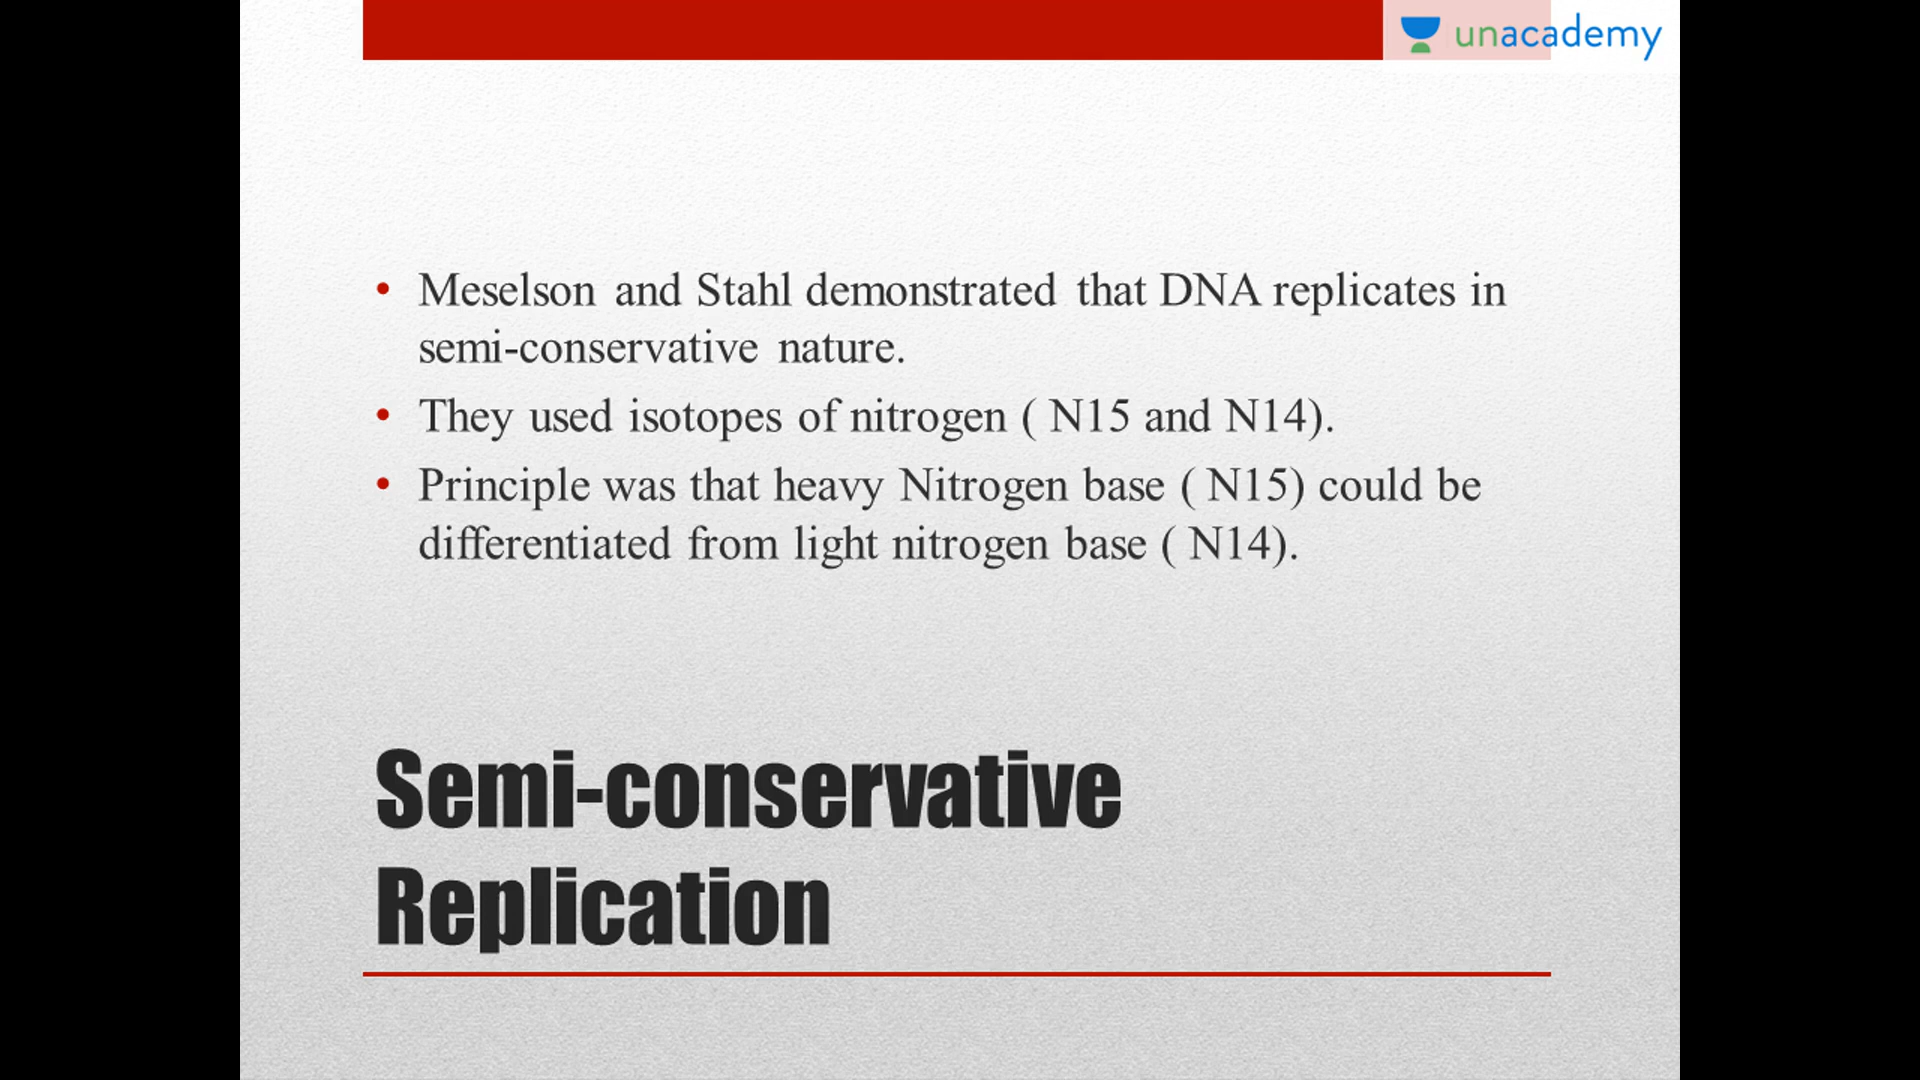 unacademy
• Meselson and Stahl demonstrated that DNA replicates in
semi-conservative nature.
• They used isotopes of nitrogen ( N15 and N14).
• Principle was that heavy Nitrogen base ( N15) could be
differentiated from light nitrogen base ( N14).
Semi-conservative
Replication